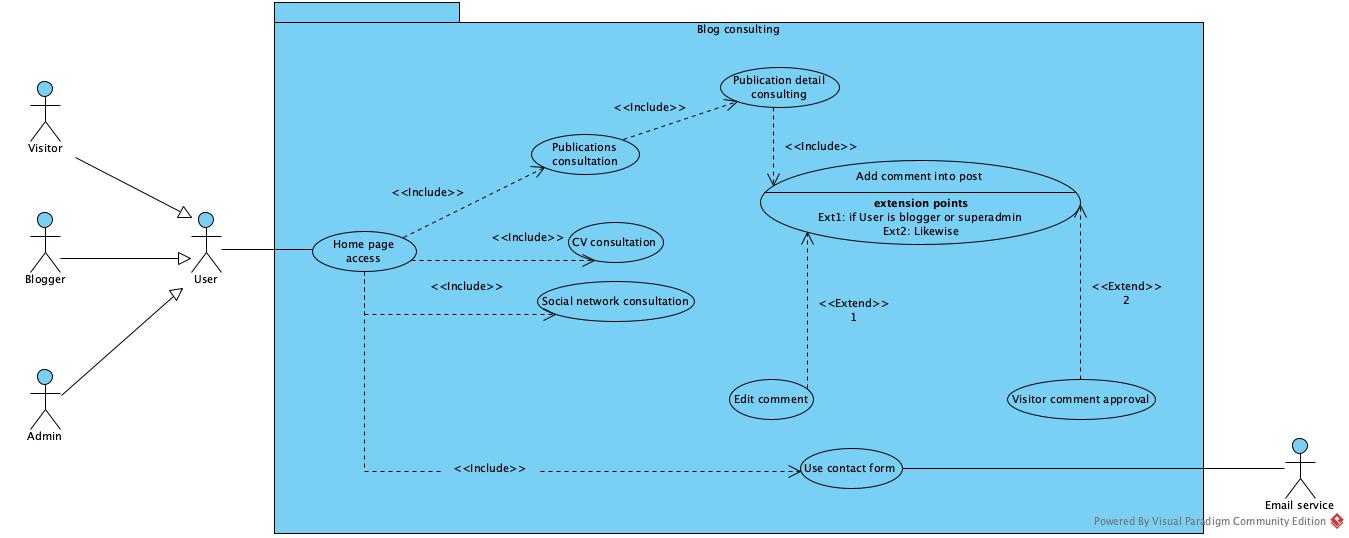 Blog consulting
Visitor
Blogger
Admin
User
Home page
access
<<Include>>
Publications
consultation
<<Include>>
Publication detail
consulting
<<Include>>
Add comment into post
extension points
Ext1: if User is blogger or superadmin
Ext2: Likewise
<<Include>>
CV consultation
<<Include>>
Social network consultation
<<Extend>>
1
<<Extend>>
2
Edit comment
Visitor comment approval
<<Include>>
Use contact form
Email service
Powered By Visual Paradigm Community Edition